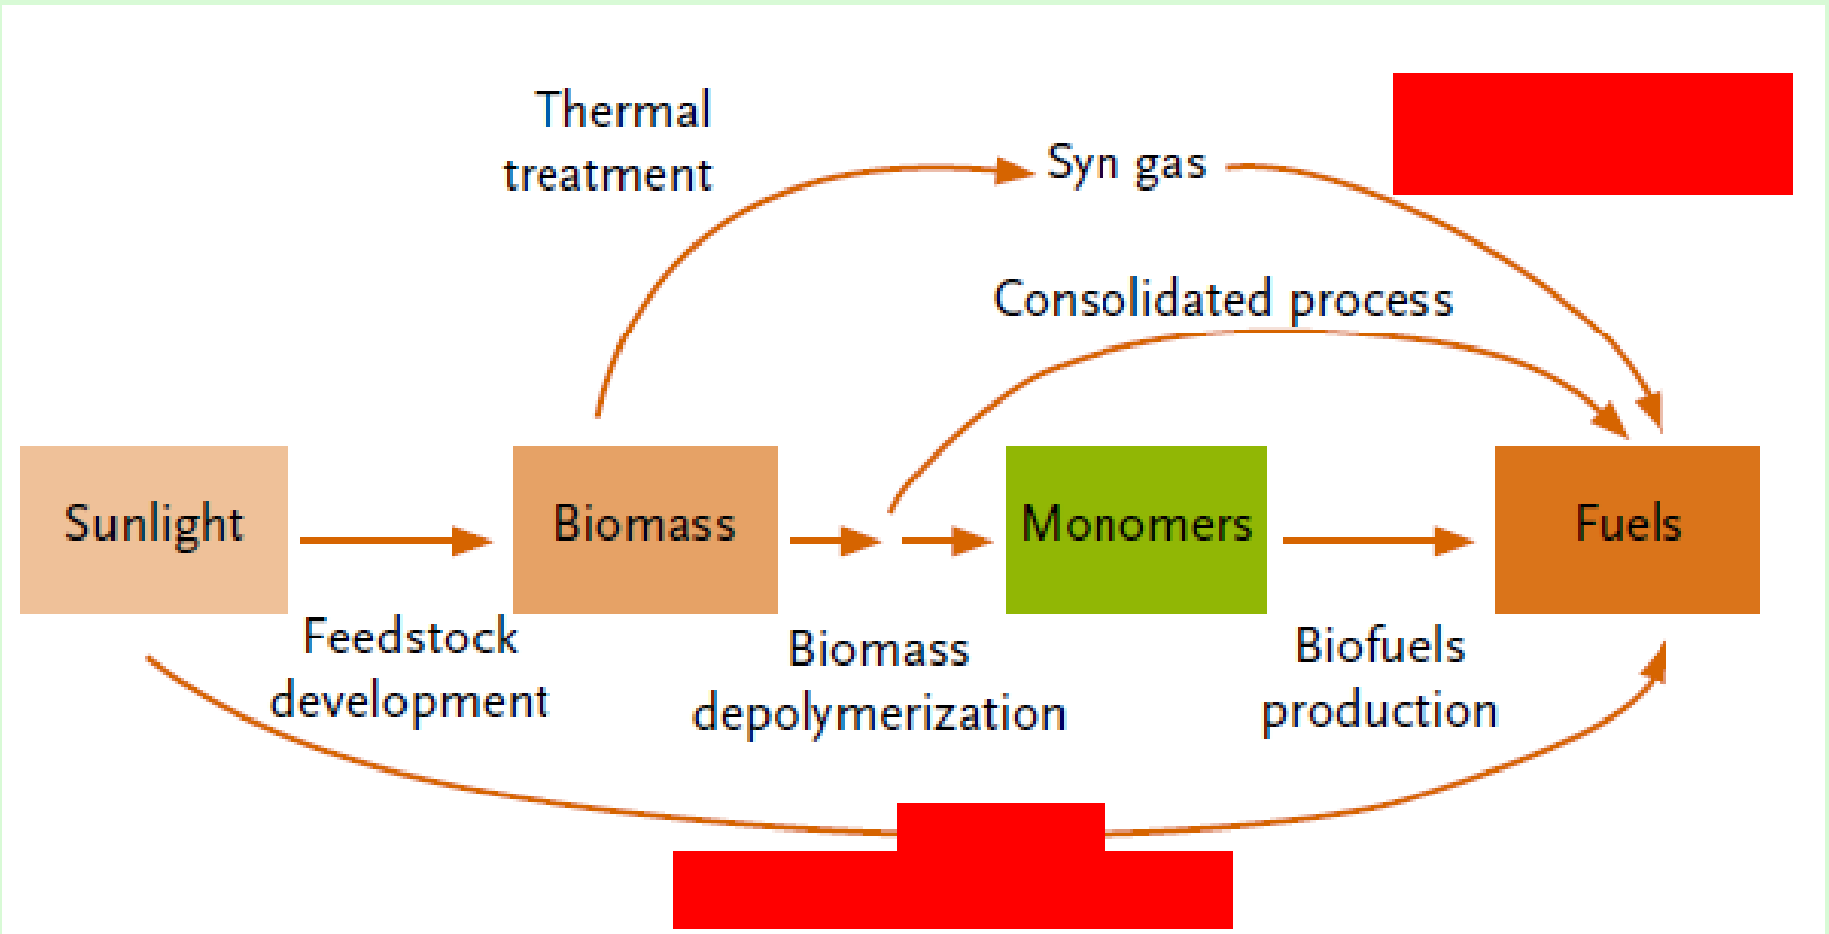 Thermal
treatment
Syn gas
Consolidated process
Sunlight
Biomass
Monomers
Fuels
Feedstock
development
Biomass
depolymerization
Biofuels
production